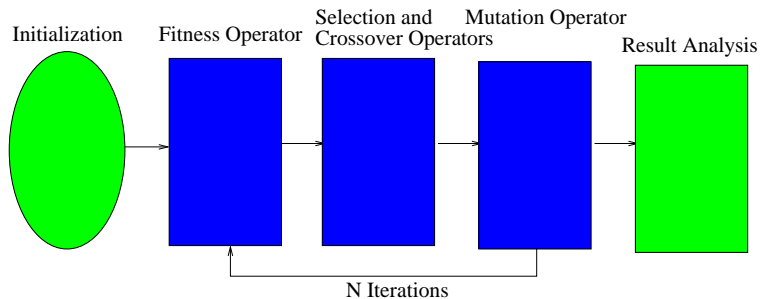 Initialization
Fitness Operator
Selection and
Crossover Operators
Mutation Operator
Result Analysis
N Iterations